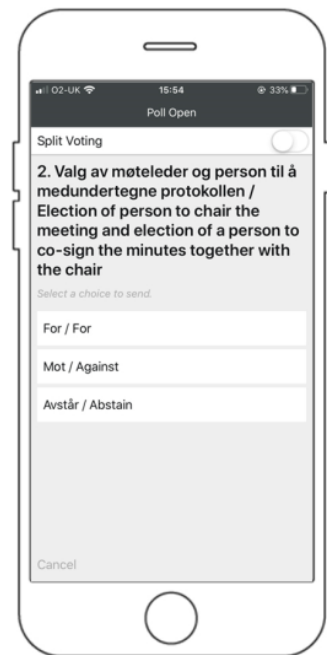 O2-UK 15:54 33%
Poll Open
Split Voting
2. Valg av møteleder og person til å
medundertegne protokollen /
Election of person to chair the
meeting and election of a person to
co-sign the minutes together with
the chair
Select a choice to send.
For / For
Mot / Against
Avstår / Abstain
Cancel